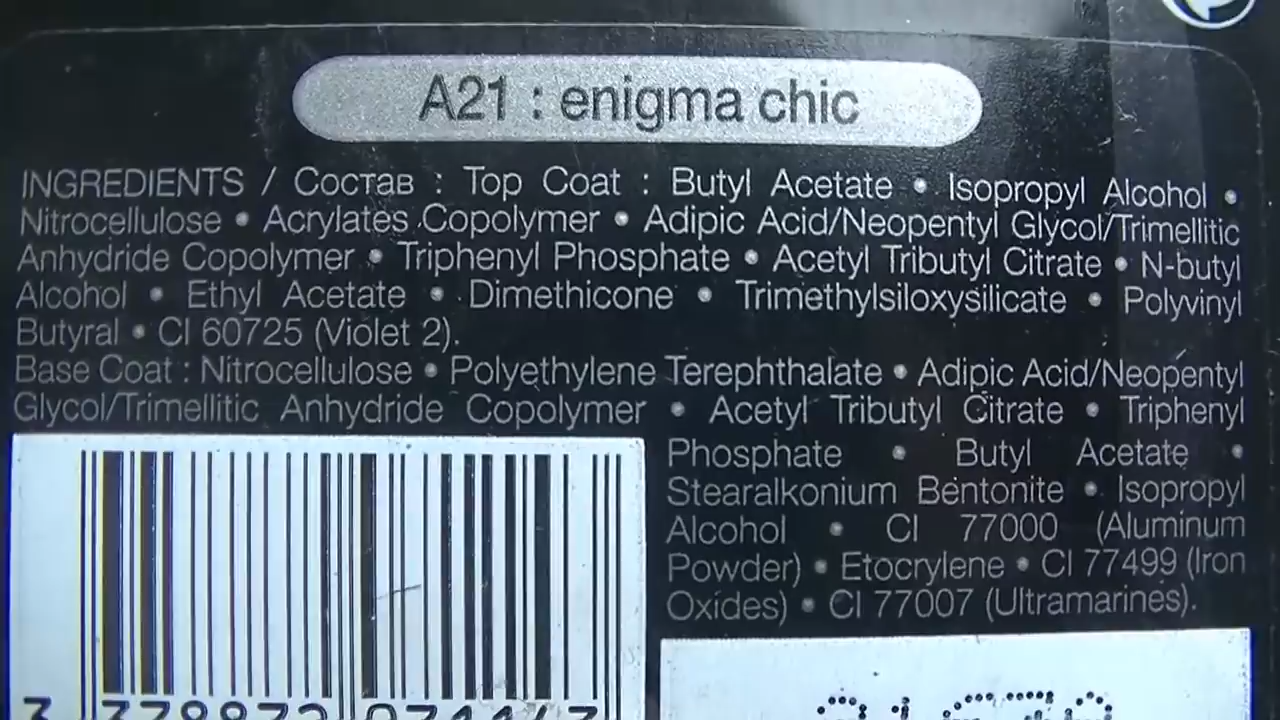 A21 : enigma chic
INGREDIENTS / СОСТАВ : Top Coat : Butyl Acetate • Isopropyl Alcohol •
Nitrocellulose • Acrylates Copolymer • Adipic Acid/Neopentyl Glycol/Trimellitic
Anhydride Copolymer • Triphenyl Phosphate • Acetyl Tributyl Citrate • N-butyl
Alcohol • Ethyl Acetate • Dimethicone • Trimethylsiloxysilicate • Polyvinyl
Butyral • CI 60725 (Violet 2).
Base Coat : Nitrocellulose • Polyethylene Terephthalate • Adipic Acid/Neopentyl
Glycol/Trimellitic Anhydride Copolymer • Acetyl Tributyl Citrate • Triphenyl
Phosphate • Butyl Acetate •
Stearalkonium Bentonite • Isopropyl
Alcohol • CI 77000 (Aluminum
Powder) • Etocrylene • CI 77499 (Iron
Oxides) • CI 77007 (Ultramarines).